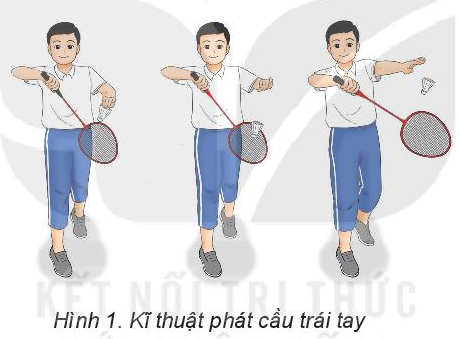 KẾT NỐI TRI THỨC
Hình 1. Kĩ thuật phát cầu trái tay